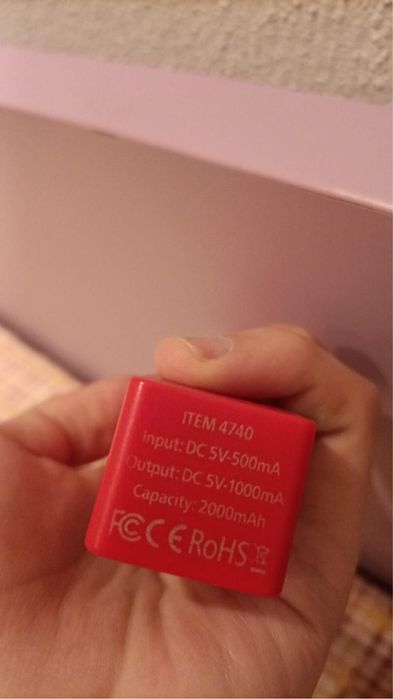 ITEM 4740
Input: DC 5V-500mA
Output: DC 5V-1000mA
Capacity: 2000mAh
FC CE RoHS